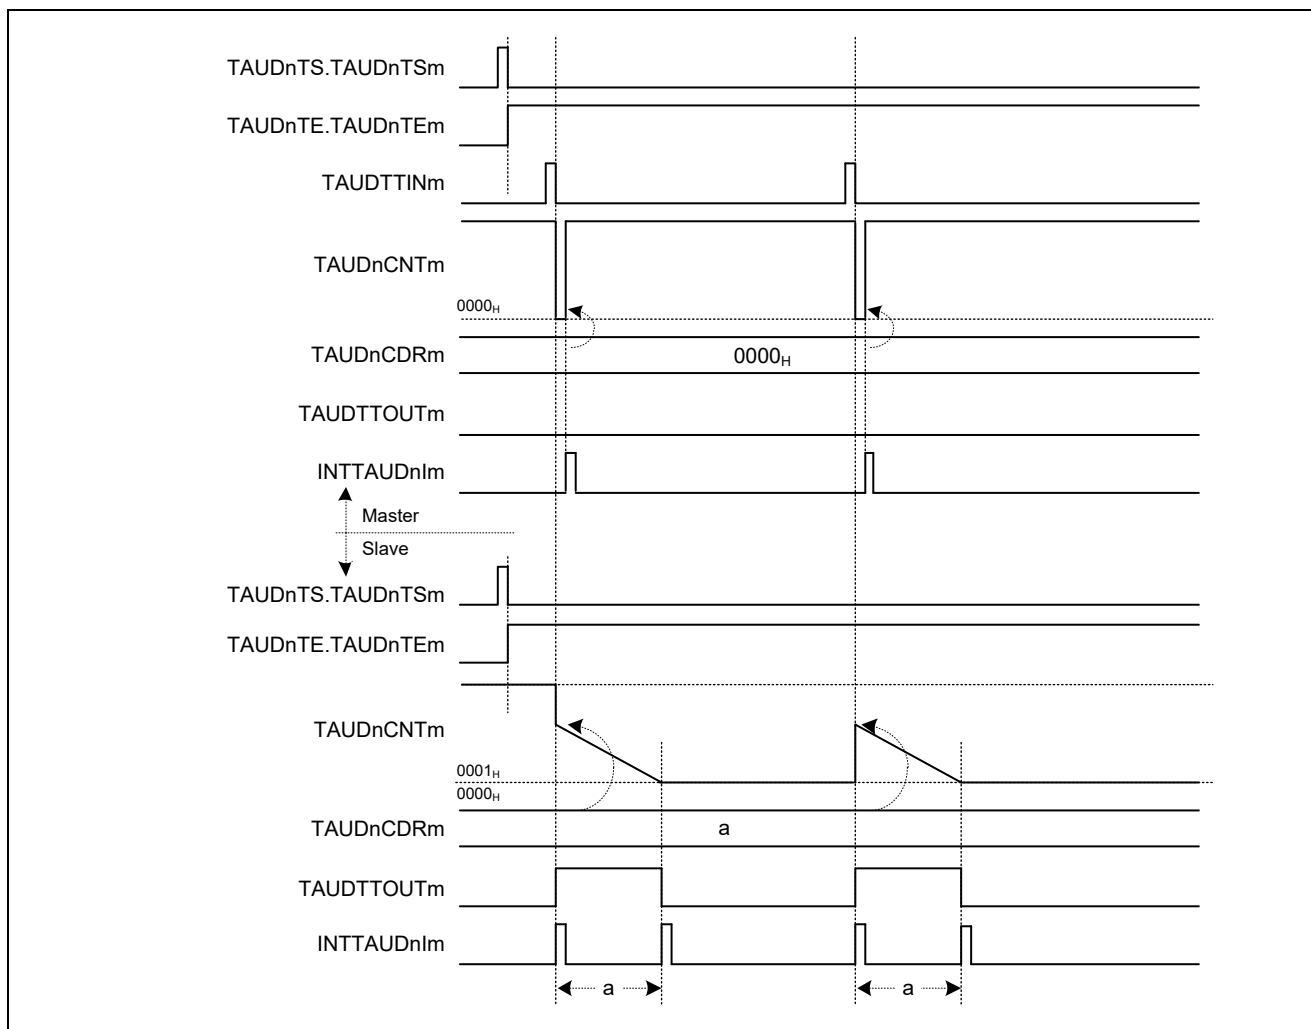 TAUDnTS.TAUDnTSm
TAUDnTE.TAUDnTEm
TAUDTTINm
TAUDnCNTm
0000H
TAUDnCDRm
0000H
TAUDTTOUTm
INTTAUDnIm
Master
Slave
TAUDnTS.TAUDnTSm
TAUDnTE.TAUDnTEm
TAUDnCNTm
0001H
0000H
TAUDnCDRm
a
TAUDTTOUTm
INTTAUDnIm
a
a